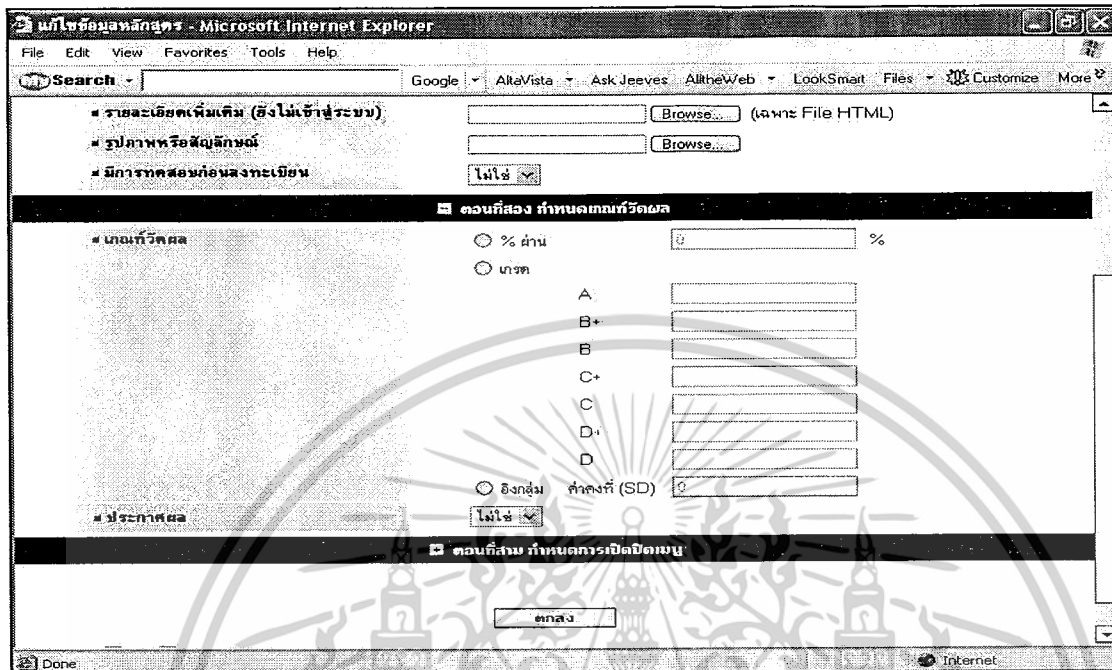 แก้ไขข้อมูลหลักสูตร - Microsoft Internet Explorer
File Edit View Favorites Tools Help
Search Google AltaVista Ask Jeeves AlltheWeb LookSmart Files Customize More
รายละเอียดเพิ่มเติม (ยังไม่เข้าสู่ระบบ) Browse... (เฉพาะ File HTML)
รูปภาพหรือสัญลักษณ์ Browse...
มีการทดสอบก่อนลงทะเบียน ไม่ใช่
ตอนที่สอง กำหนดเกณฑ์วัดผล
เกณฑ์วัดผล % ผ่าน 0 %
เกรด
A
B+
B
C+
C
D+
D
อิงกลุ่ม ค่าคงที่ (SD) 0
ประกาศผล ไม่ใช่
ตอนที่สาม กำหนดการเปิดปิดเมนู
ตกลง
Done Internet